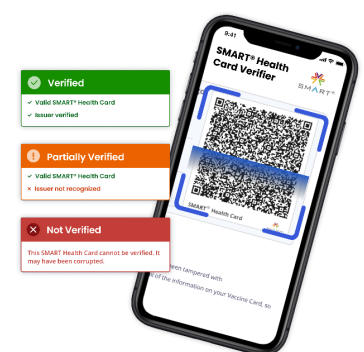 Verified
✓ Valid SMART® Health Card
✓ Issuer verified
Partially Verified
✓ Valid SMART® Health Card
× Issuer not recognized
Not Verified
This SMART Health Card cannot be verified. It
may have been corrupted.
9:41
SMART® Health
Card Verifier
SMART®
SMART® Health Card
been tampered with
of the information on your Vaccine Card, so